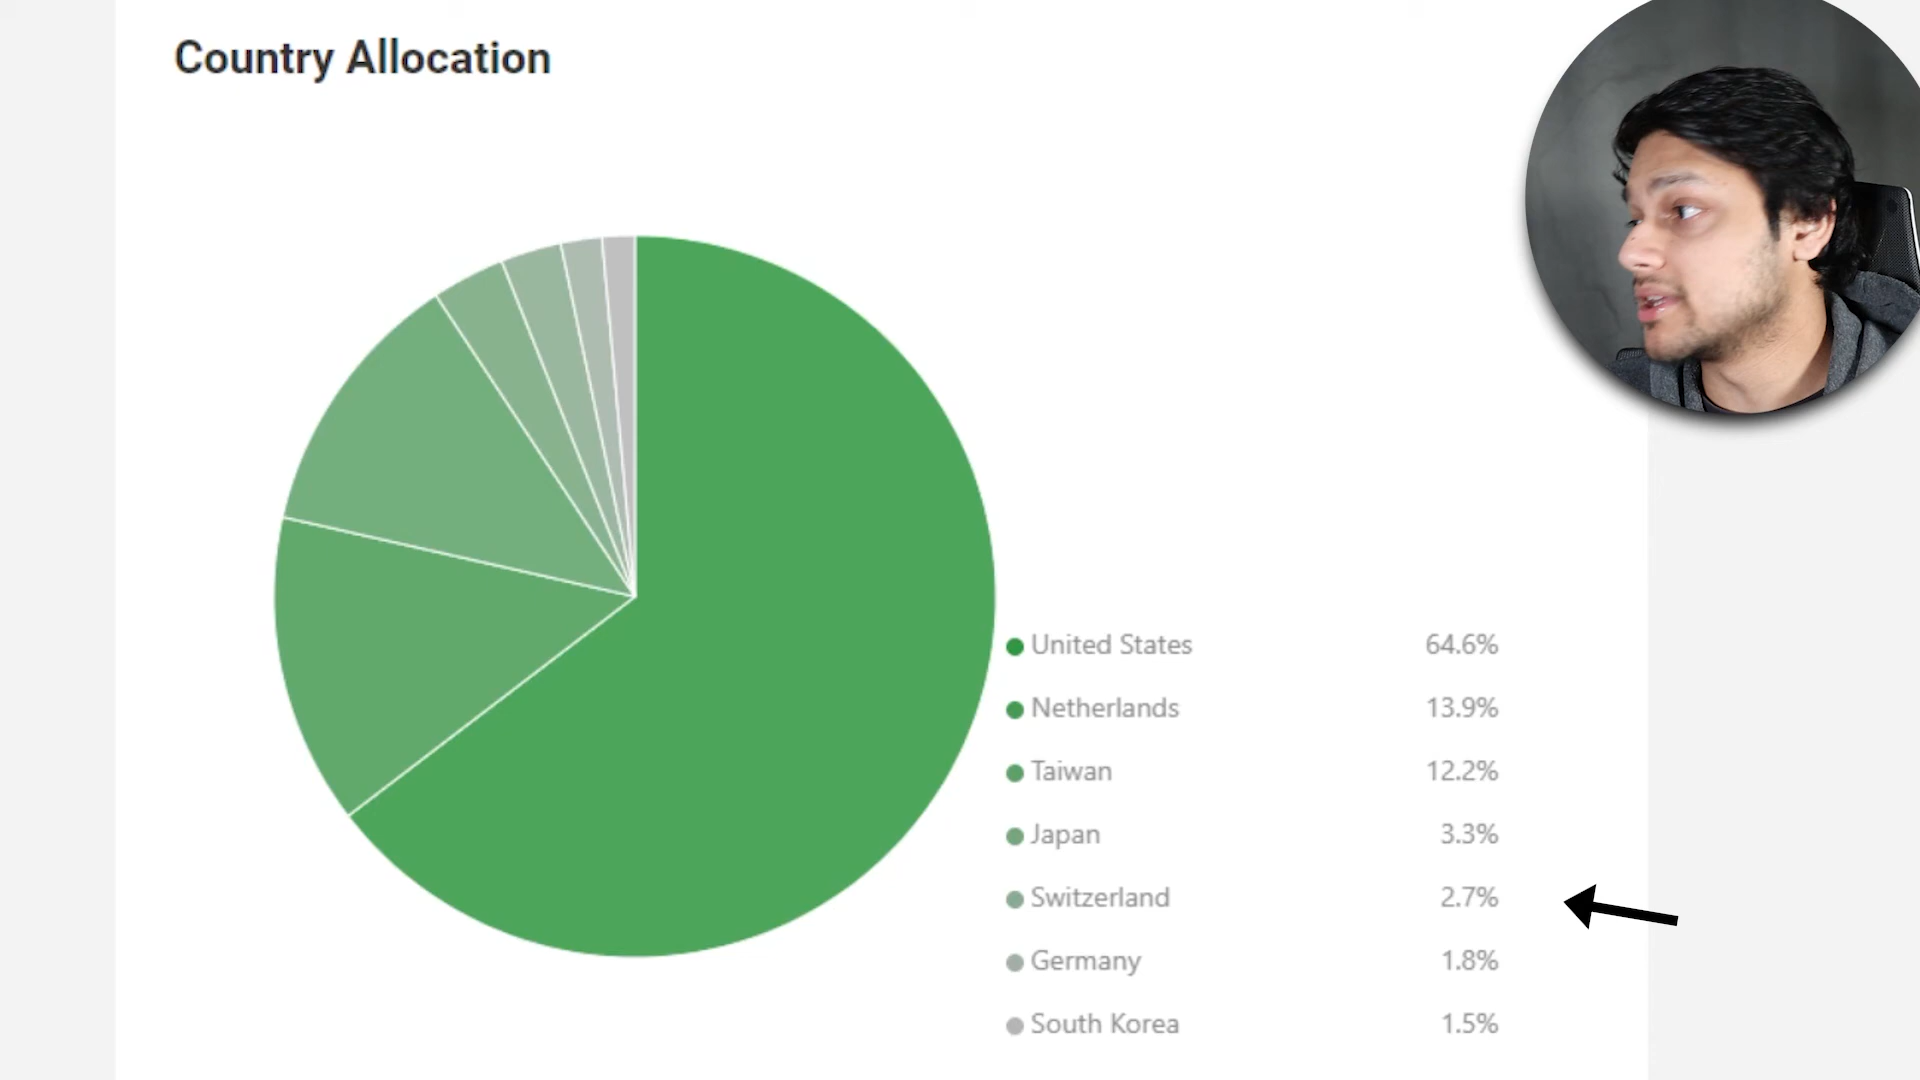 Country Allocation
United States 64.6%
Netherlands 13.9%
Taiwan 12.2%
Japan 3.3%
Switzerland 2.7%
Germany 1.8%
South Korea 1.5%